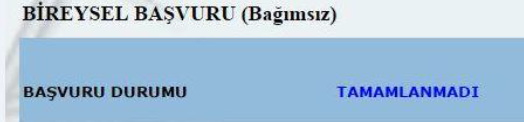 BİREYSEL BAŞVURU (Bağımsız)
BAŞVURU DURUMU TAMAMLANMADI